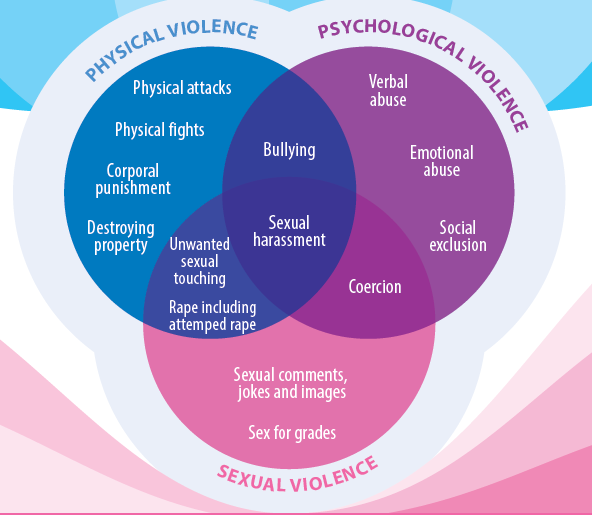 PHYSICAL VIOLENCE
PSYCHOLOGICAL VIOLENCE
Physical attacks
Physical fights
Corporal
punishment
Destroying
property
Bullying
Verbal
abuse
Emotional
abuse
Social
exclusion
Sexual
harassment
Unwanted
sexual
touching
Rape including
attemped rape
Coercion
Sexual comments,
jokes and images
Sex for grades
SEXUAL VIOLENCE